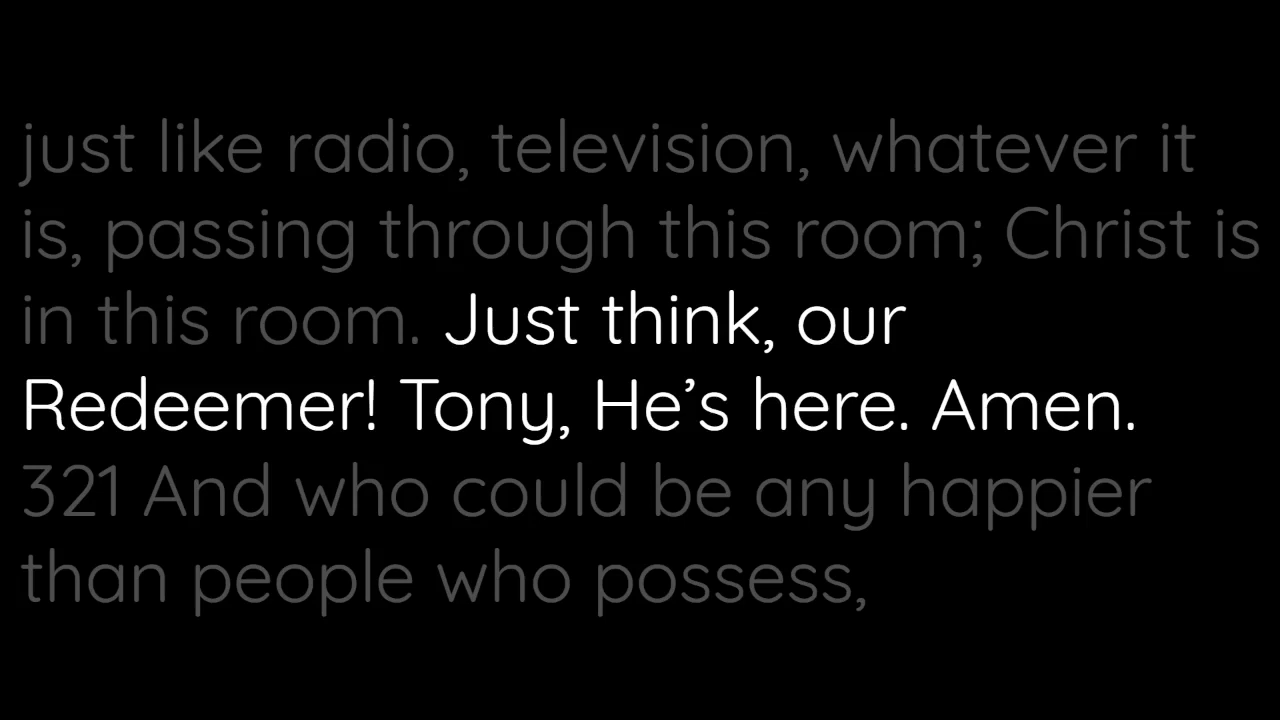 just like radio, television, whatever it
is, passing through this room; Christ is
in this room. Just think, our
Redeemer! Tony, He’s here. Amen.
321 And who could be any happier
than people who possess,